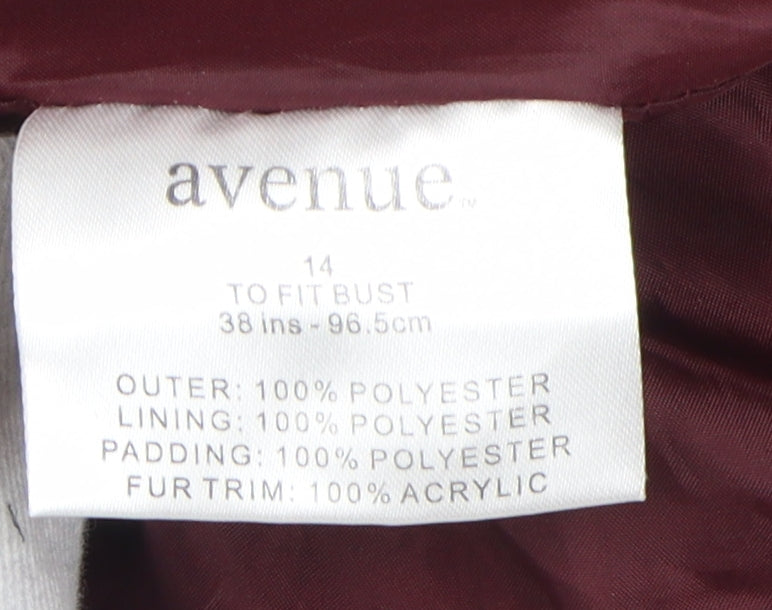 avenue™
14
TO FIT BUST
38 ins - 96.5cm
OUTER: 100% POLYESTER
LINING: 100% POLYESTER
PADDING: 100% POLYESTER
FUR TRIM: 100% ACRYLIC